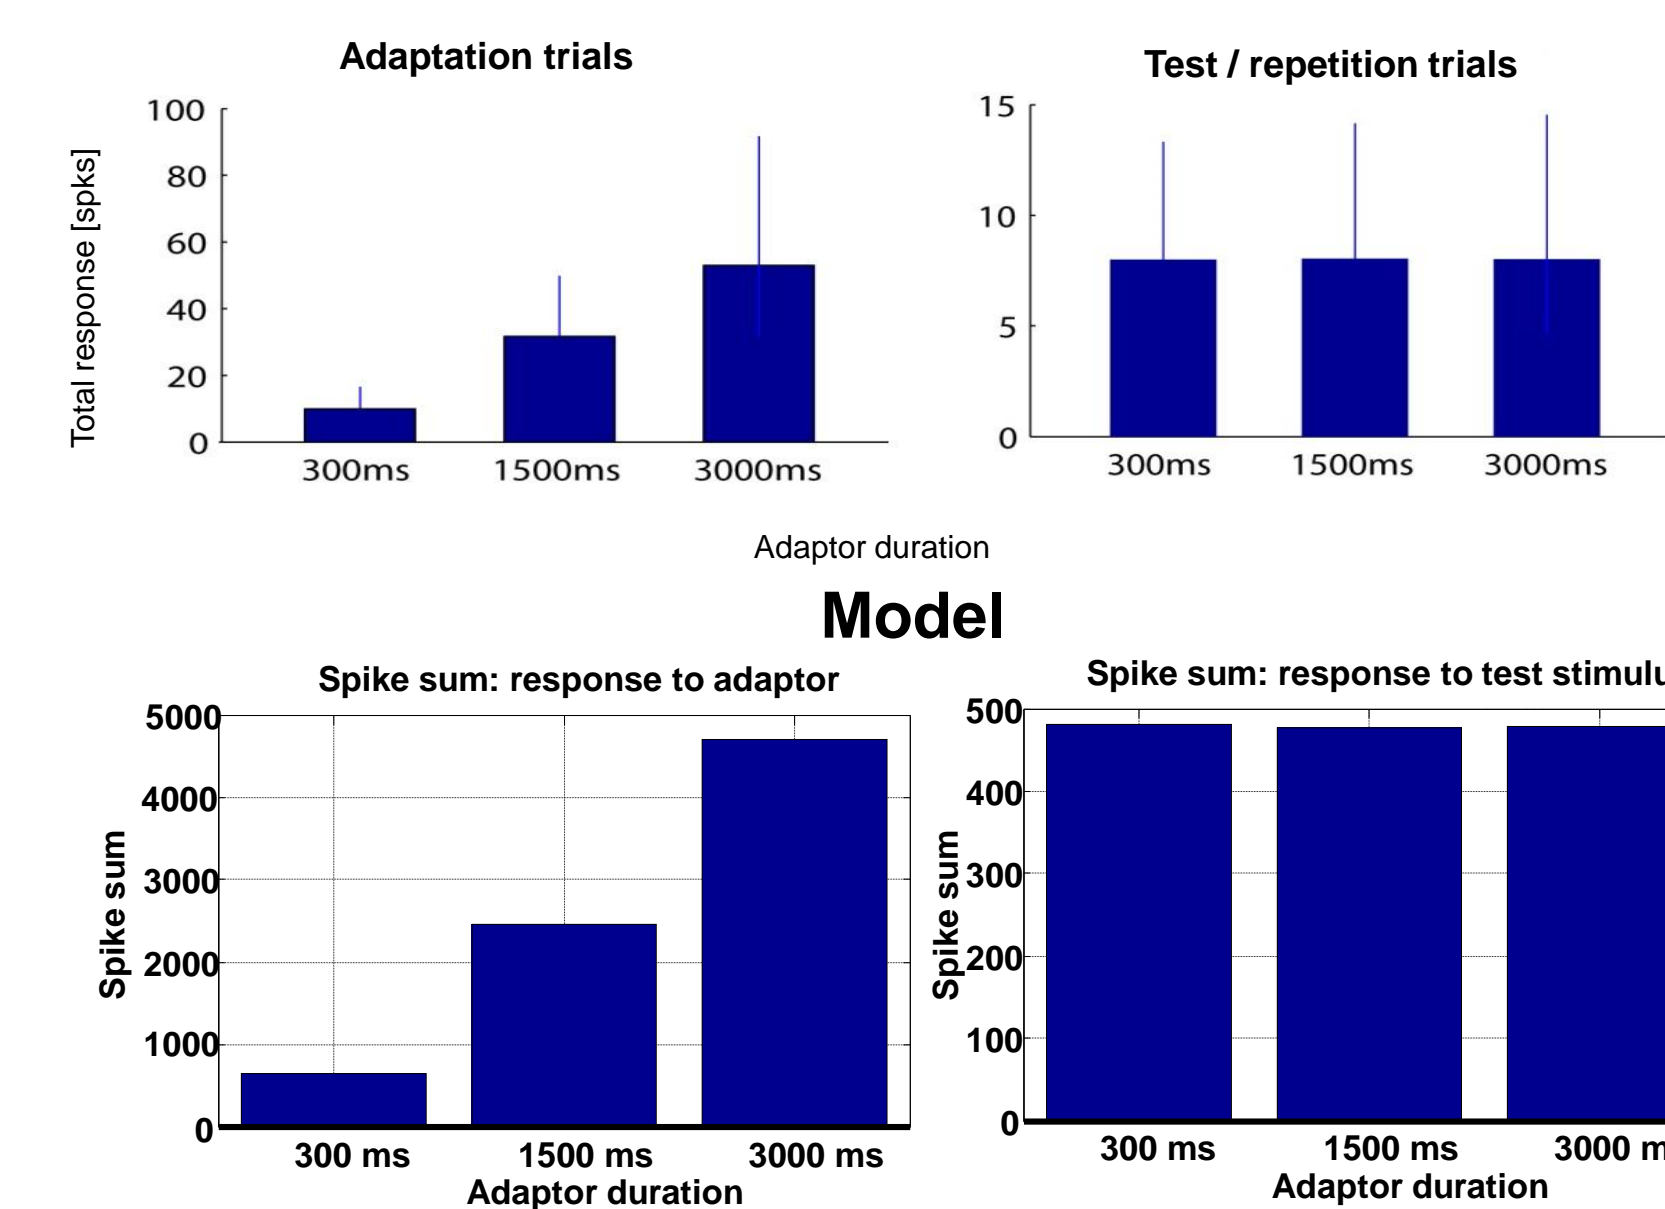 Adaptation trials
Test / repetition trials
Total response [spks]
100
80
60
40
20
0
300ms 1500ms 3000ms
15
10
5
0
300ms 1500ms 3000ms
Adaptor duration
Model
Spike sum: response to adaptor
Spike sum
5000
4000
3000
2000
1000
0
300 ms 1500 ms 3000 ms
Adaptor duration
Spike sum: response to test stimulu
Spike sum
500
400
300
200
100
0
300 ms 1500 ms 3000 m
Adaptor duration